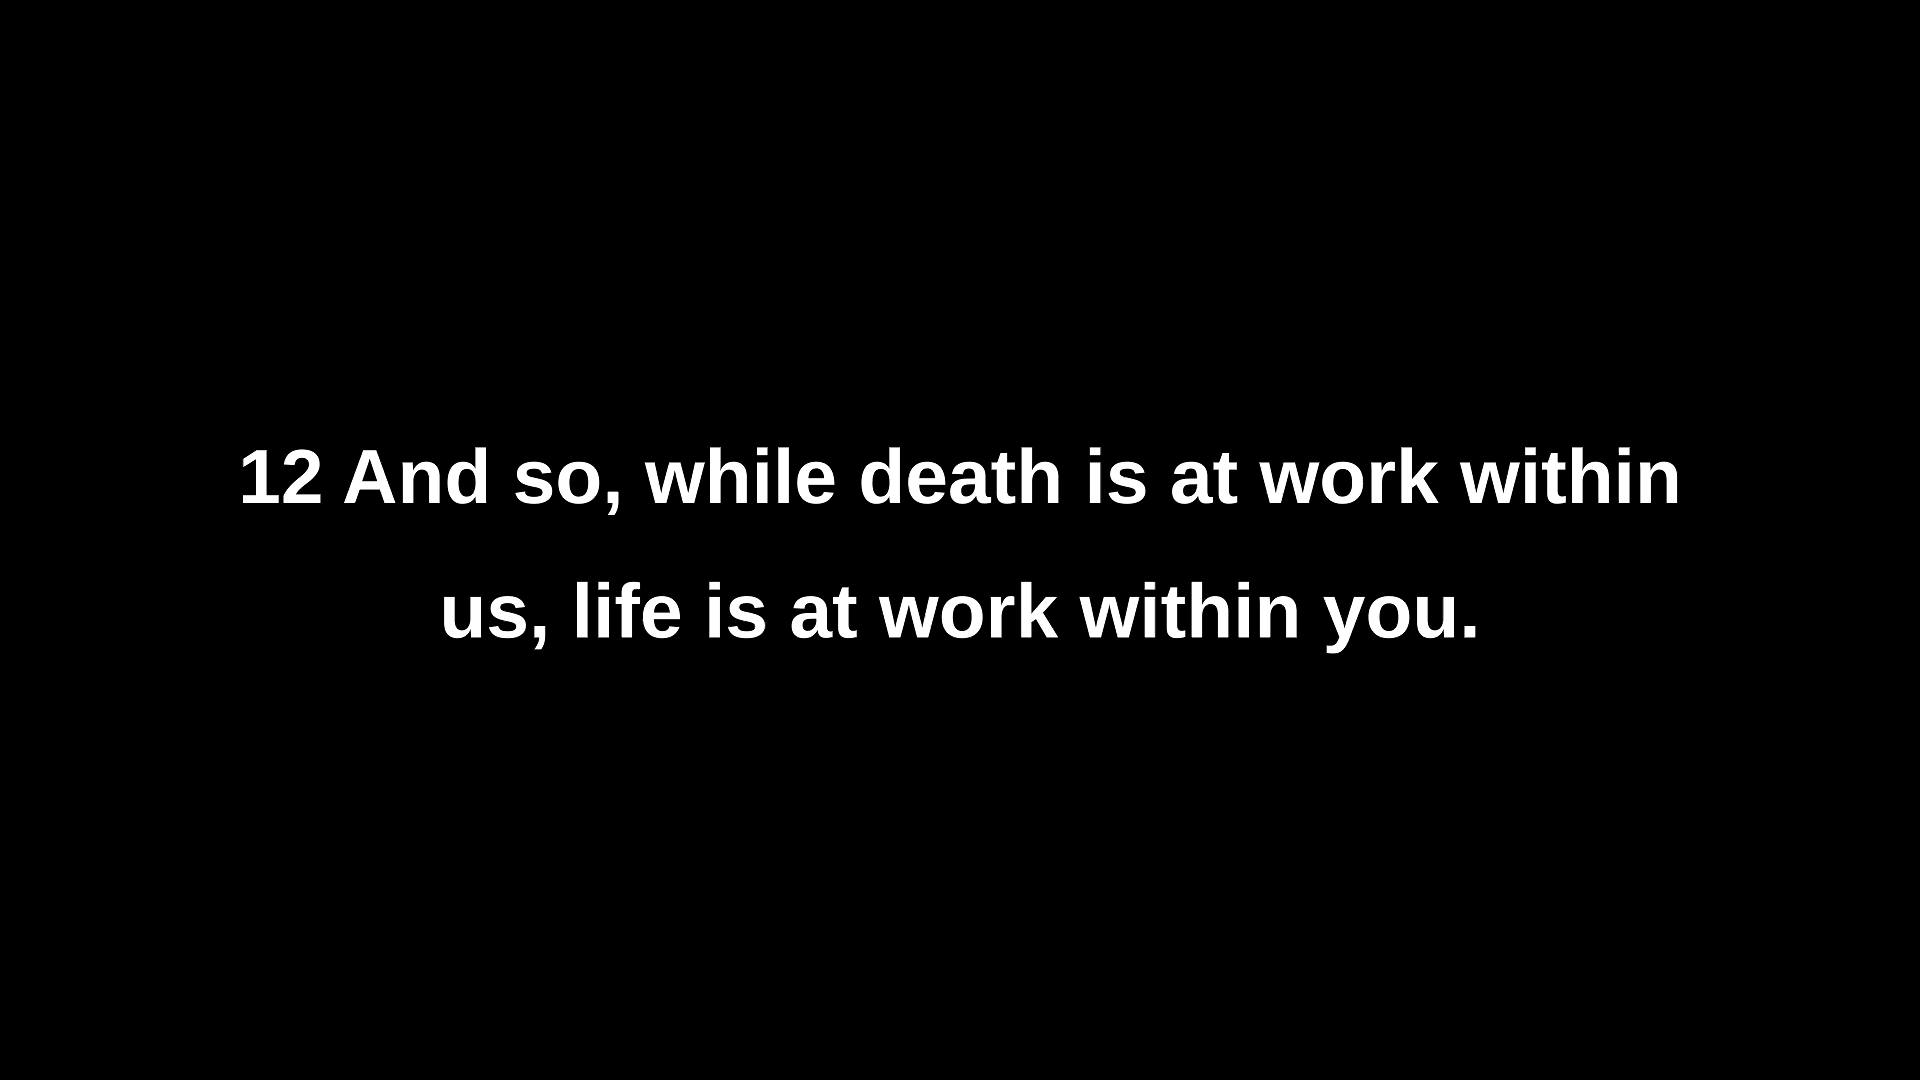 12 And so, while death is at work within
us, life is at work within you.